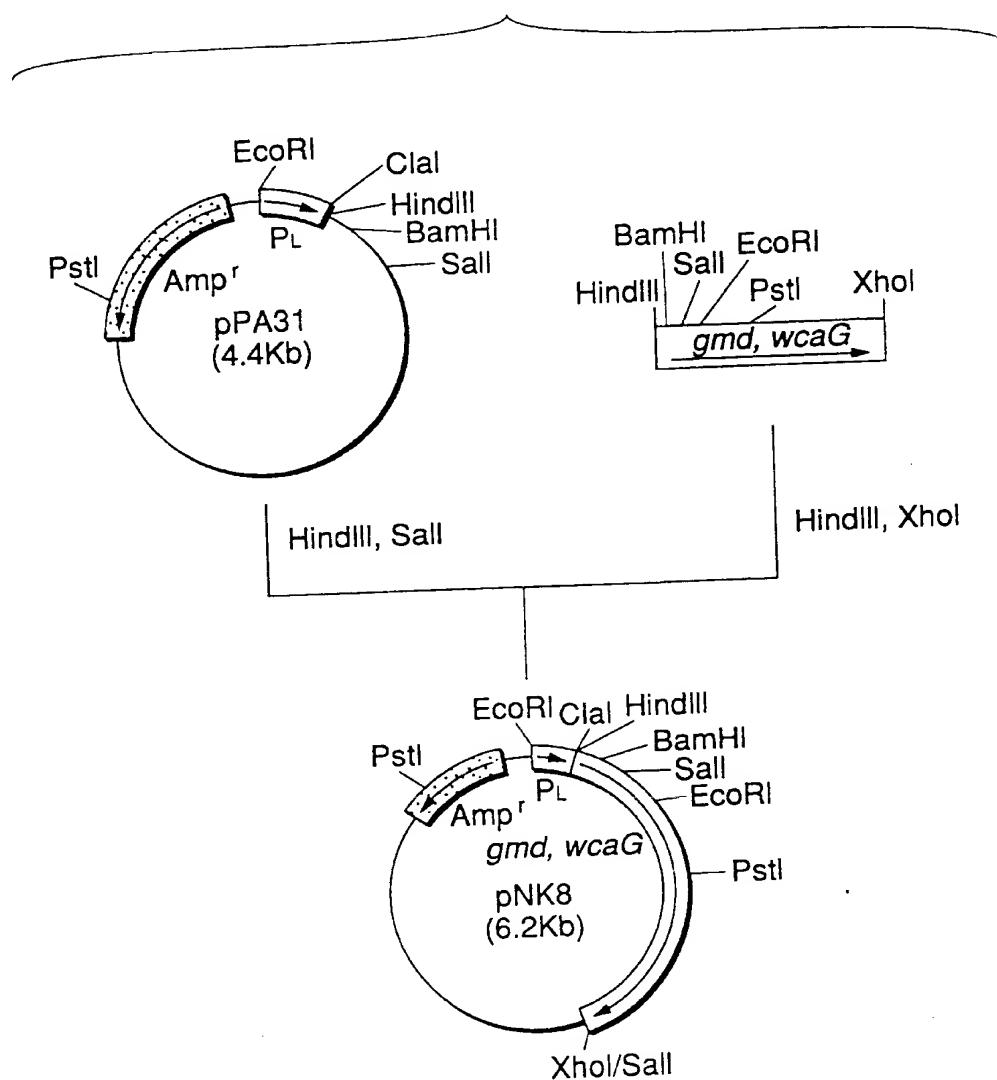 EcoRI
ClaI
HindIII
BamHI
SalI
PL
PstI
Amp r
pPA31
(4.4Kb)
BamHI
EcoRI
SalI
HindIII
PstI
XhoI
gmd, wcaG
HindIII, SalI
HindIII, XhoI
EcoRI
ClaI
HindIII
BamHI
SalI
EcoRI
PstI
PL
Amp r
gmd, wcaG
PstI
pNK8
(6.2Kb)
XhoI/SalI